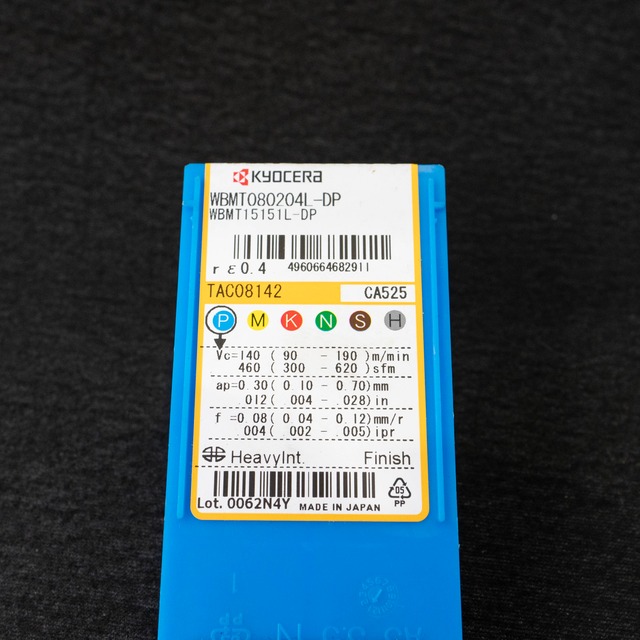 KYOCERA
WBMT080204L-DP
WBMT15151L-DP
rε0.4 4960664682911
TAC08142 CA525
P M K N S H
Vc=140 ( 90 - 190 )m/min
460 ( 300 - 620 )sfm
ap=0.30( 0.10 - 0.70)mm
.012 ( .004 - .028)in
f =0.08( 0.04 - 0.12)mm/r
.004( .002 - .005)ipr
HeavyInt. Finish
Lot. 0062N4Y MADE IN JAPAN
05
PP